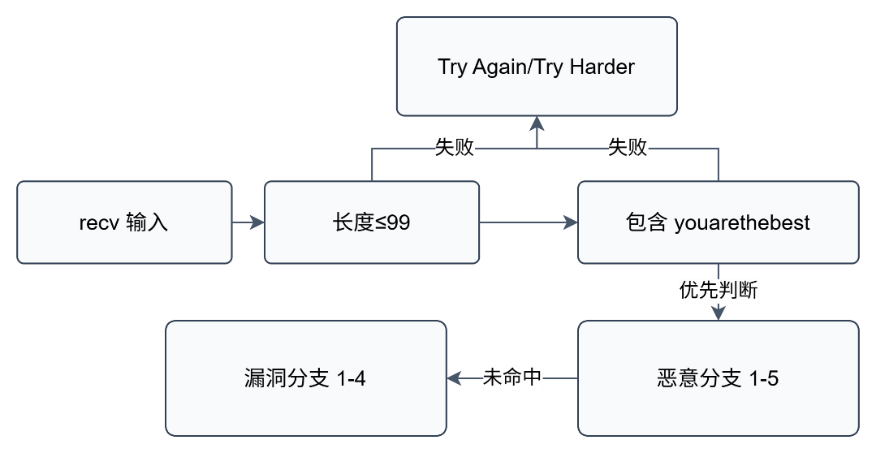 Try Again/Try Harder
失败
失败
recv 输入
长度≤99
包含 youarethebest
优先判断
漏洞分支 1-4
未命中
恶意分支 1-5